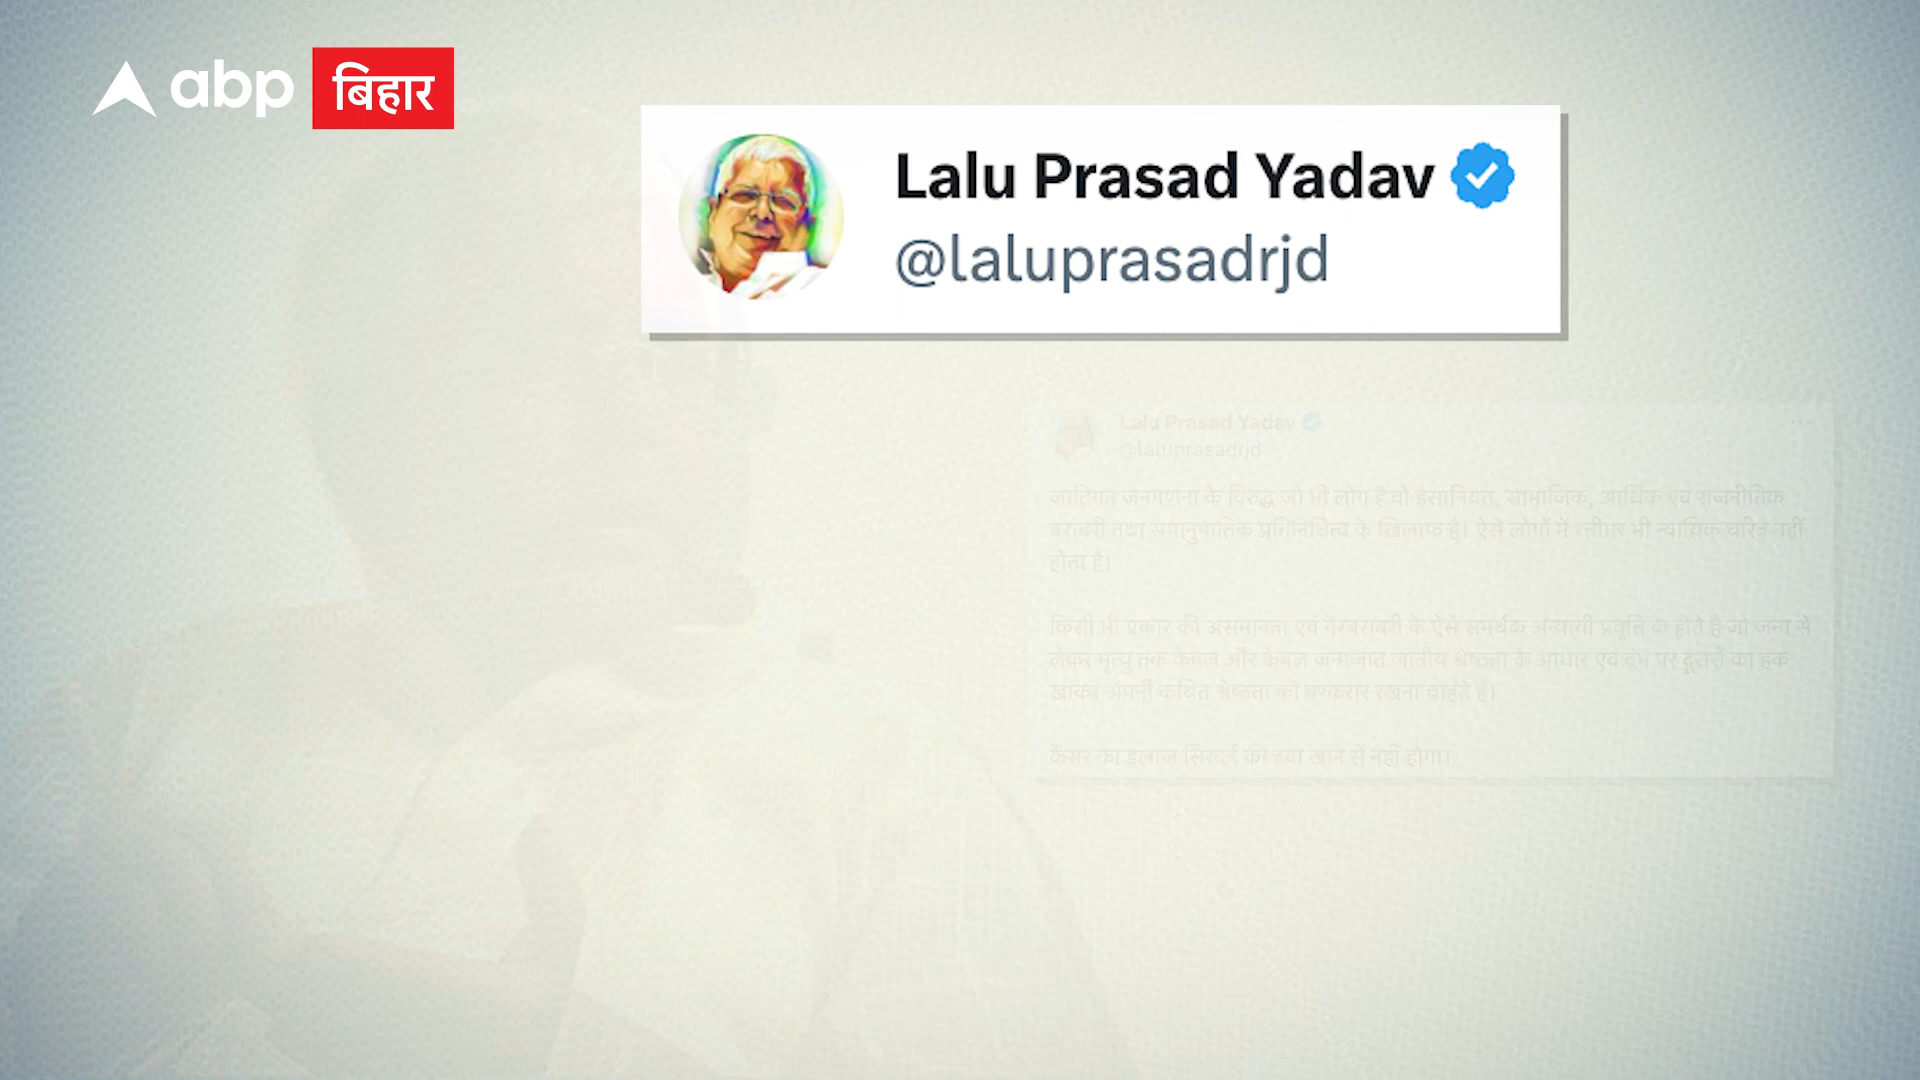 abp बिहार
Lalu Prasad Yadav
@laluprasadrjd
Lalu Prasad Yadav
@laluprasadrjd
जातिगत जनगणना के विरुद्ध जो भी लोग है वो इंसानियत, सामाजिक, आर्थिक एवं राजनीतिक
बराबरी तथा समानुपातिक प्रतिनिधित्व के खिलाफ है। ऐसे लोगों में रत्तीभर भी न्यायिक चरित्र नहीं
होता है।
किसी भी प्रकार की असमानता एवं गैरबराबरी के ऐसे समर्थक अन्यायी प्रवृत्ति के होते है जो जन्म से
लेकर मृत्यु तक केवल और केवल जन्मजात जातीय श्रेष्ठता के आधार एवं दंभ पर दूसरों का हक
खाकर अपनी कथित श्रेष्ठता को बरकरार रखना चाहते है।
कैंसर का इलाज सिरदर्द की दवा खाने से नहीं होगा।